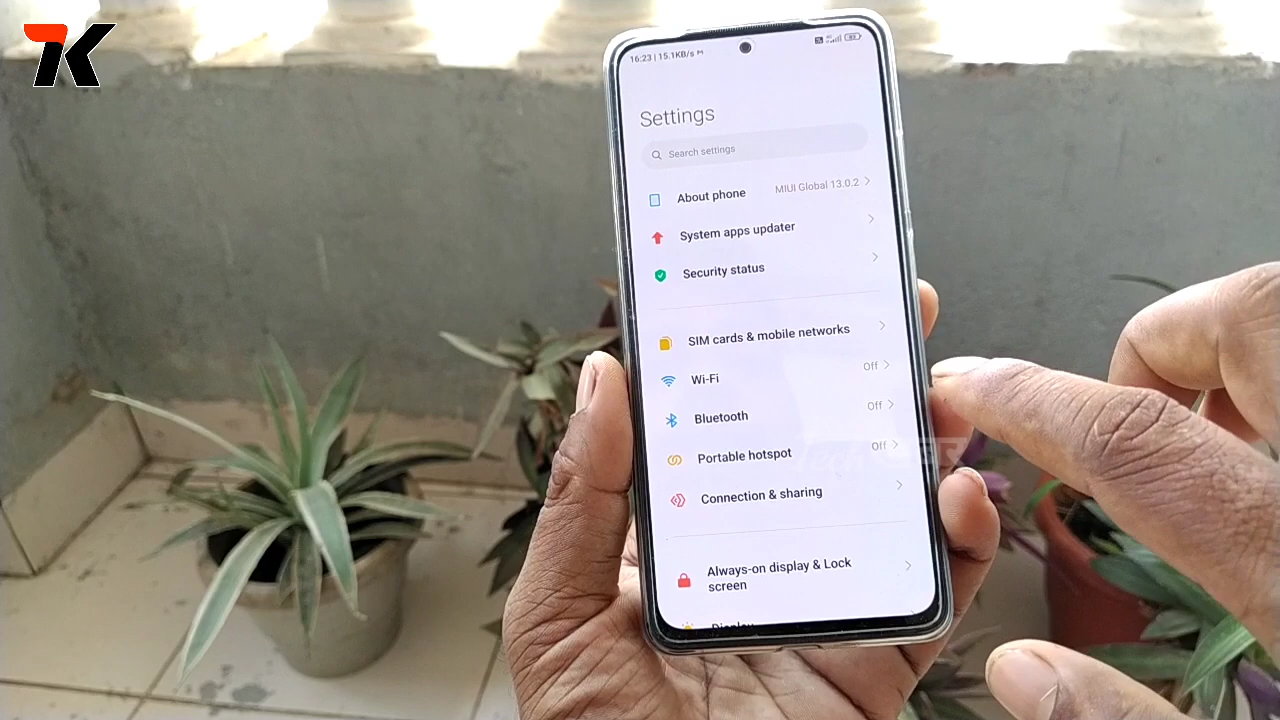 7K
16:23 | 15.1KB/s
Settings
Search settings
About phone MIUI Global 13.0.2
System apps updater
Security status
SIM cards & mobile networks
Wi-Fi Off
Bluetooth Off
Portable hotspot Off
Connection & sharing
Always-on display & Lock
screen
Display